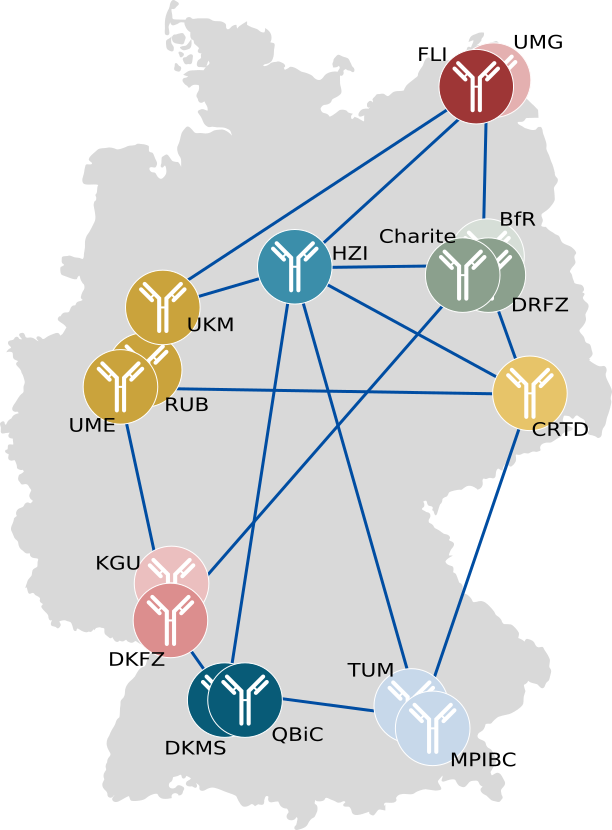 UMG
FLI
BfR
Charite
HZI
DRFZ
UKM
RUB
UME
CRTD
KGU
DKFZ
TUM
QBiC
DKMS
MPIBC